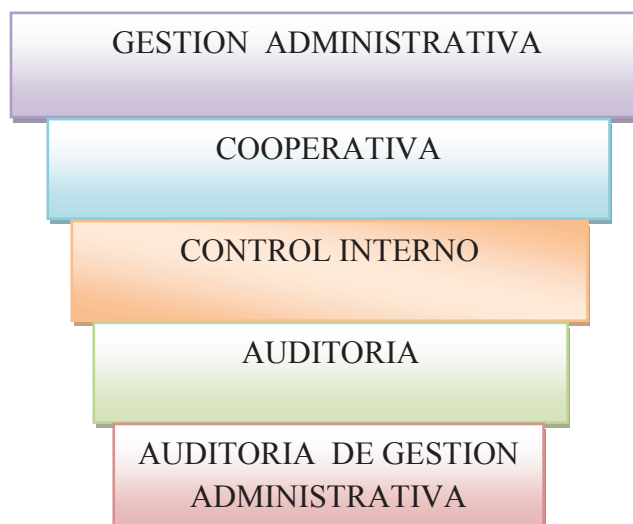 GESTION ADMINISTRATIVA
COOPERATIVA
CONTROL INTERNO
AUDITORIA
AUDITORIA DE GESTION
ADMINISTRATIVA